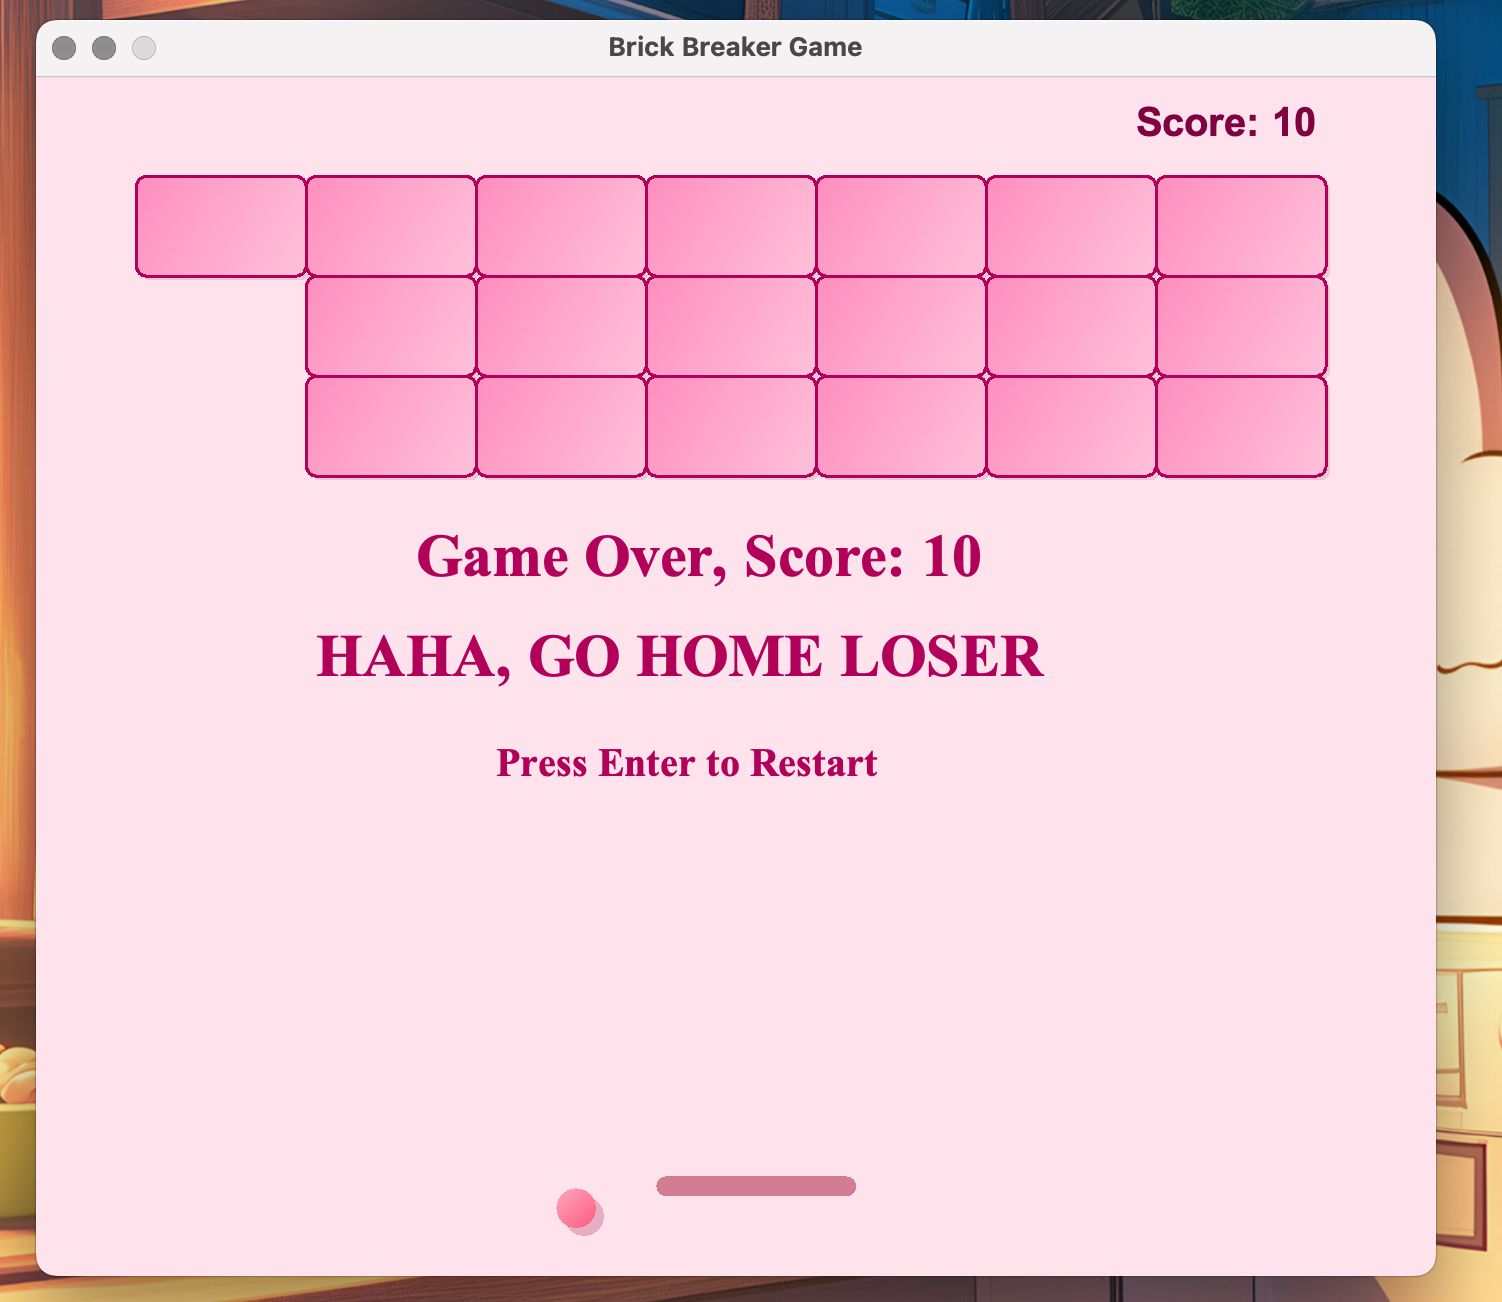 Brick Breaker Game
Score: 10
Game Over, Score: 10
HAHA, GO HOME LOSER
Press Enter to Restart